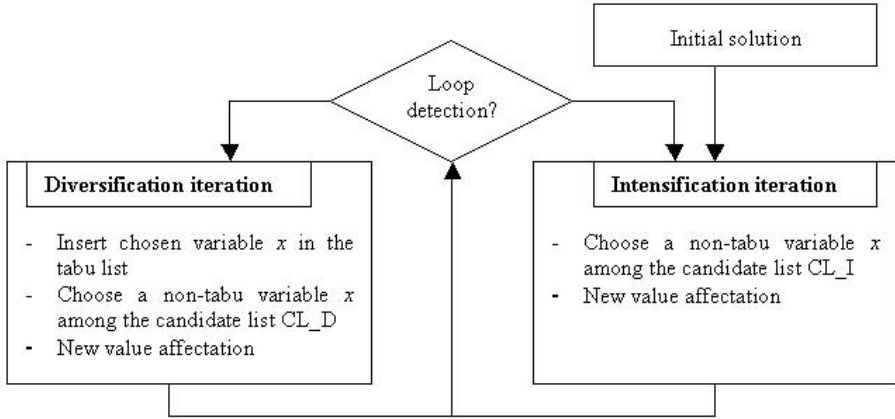 Initial solution
Loop
detection?
Diversification iteration
- Insert chosen variable x in the
tabu list
- Choose a non-tabu variable x
among the candidate list CL_D
- New value affectation
Intensification iteration
- Choose a non-tabu variable x
among the candidate list CL_I
- New value affectation